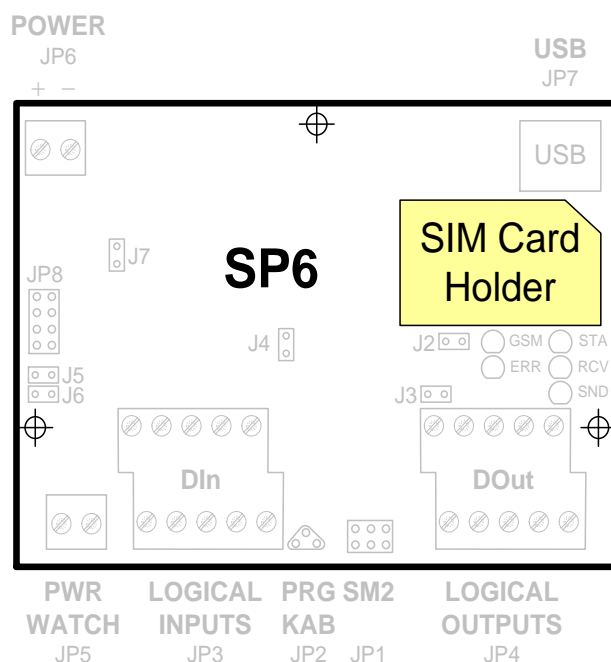 POWER
JP6
+ −
USB
JP7
USB
SIM Card
Holder
SP6
J7
JP8
J4
J2
GSM
STA
ERR
RCV
SND
J5
J6
J3
DIn
DOut
PWR
WATCH
JP5
LOGICAL
INPUTS
JP3
PRG
KAB
JP2
SM2
JP1
LOGICAL
OUTPUTS
JP4